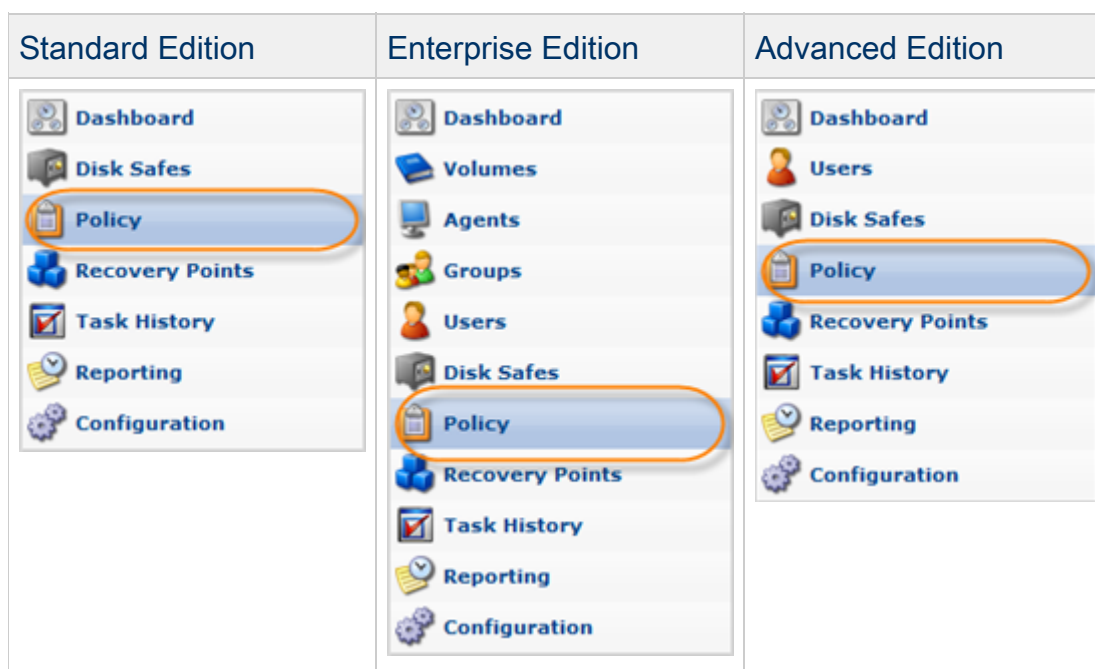 Standard Edition
Enterprise Edition
Advanced Edition
Dashboard
Disk Safes
Policy
Recovery Points
Task History
Reporting
Configuration
Dashboard
Volumes
Agents
Groups
Users
Disk Safes
Policy
Recovery Points
Task History
Reporting
Configuration
Dashboard
Users
Disk Safes
Policy
Recovery Points
Task History
Reporting
Configuration